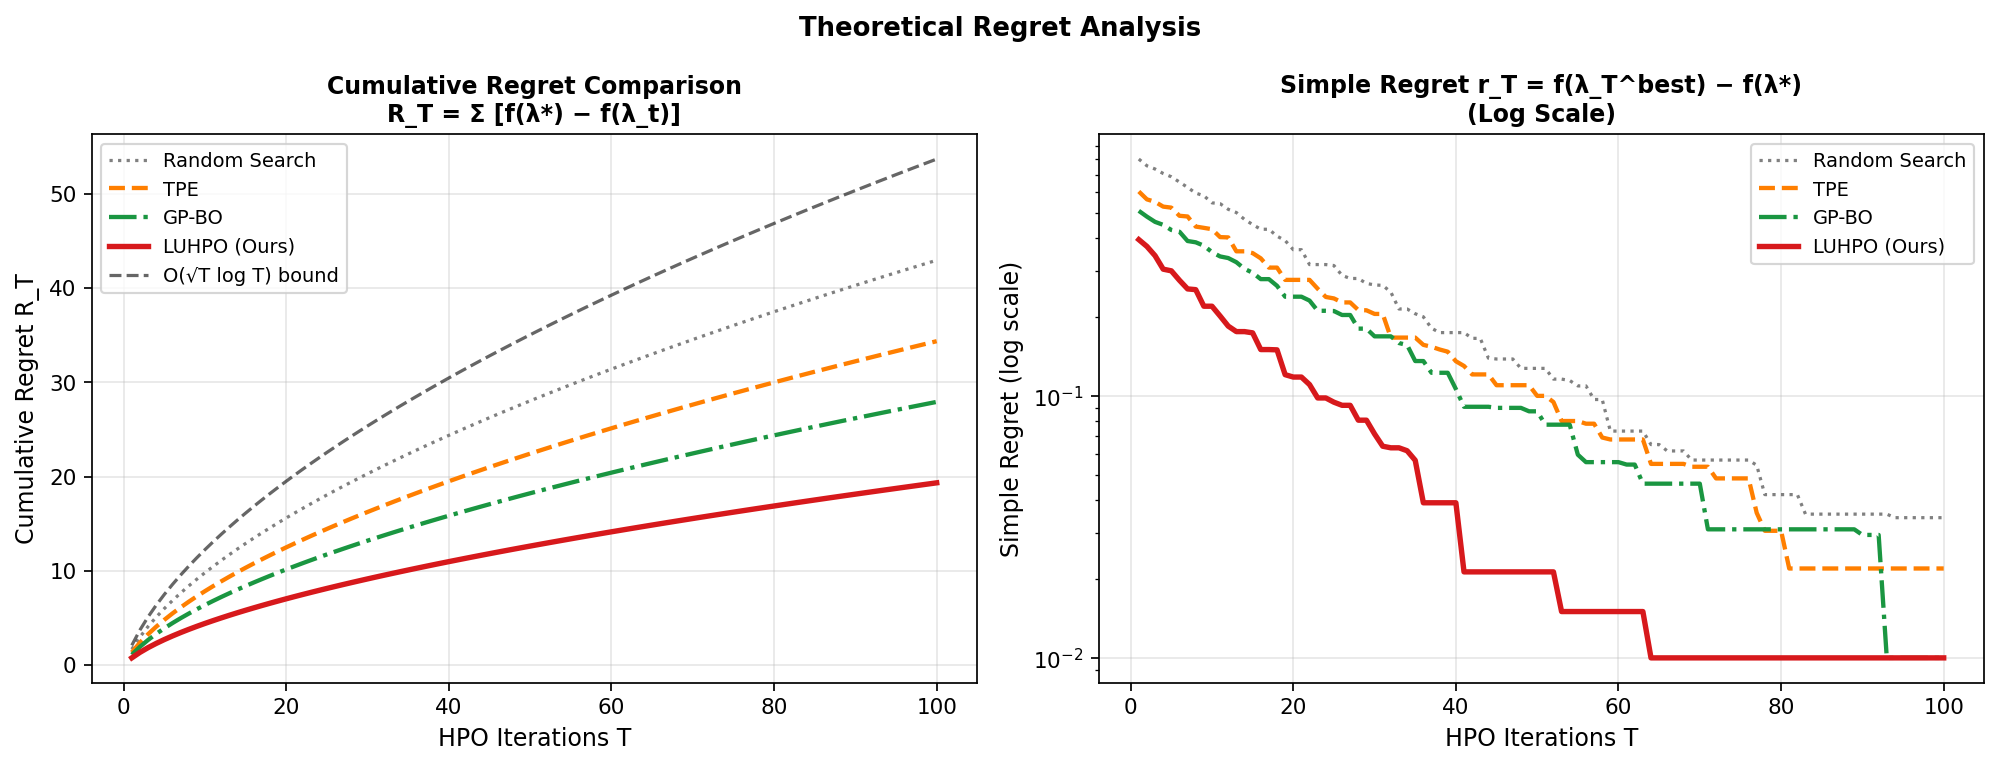 Theoretical Regret Analysis
Cumulative Regret Comparison
R_T = Σ [f(λ*) − f(λ_t)]
Cumulative Regret R_T
50
40
30
20
10
0
Random Search
TPE
GP-BO
LUHPO (Ours)
O(√T log T) bound
0 20 40 60 80 100
HPO Iterations T
Simple Regret r_T = f(λ_T^best) − f(λ*)
(Log Scale)
Simple Regret (log scale)
10⁻¹
10⁻²
Random Search
TPE
GP-BO
LUHPO (Ours)
0 20 40 60 80 100
HPO Iterations T